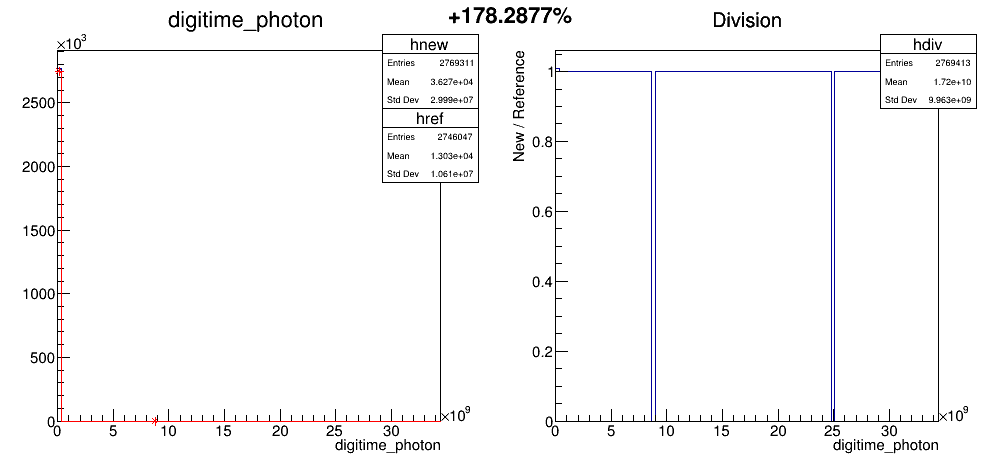 +178.2877%
digitime_photon
×10³
hnew
Entries 2769311
Mean 3.627e+04
Std Dev 2.999e+07
href
Entries 2746047
Mean 1.303e+04
Std Dev 1.061e+07
2500
2000
1500
1000
500
0
0 5 10 15 20 25 30
×10⁹
digitime_photon
Division
New / Reference
hdiv
Entries 2769413
Mean 1.72e+10
Std Dev 9.963e+09
1
0.8
0.6
0.4
0.2
0
0 5 10 15 20 25 30
×10⁹
digitime_photon